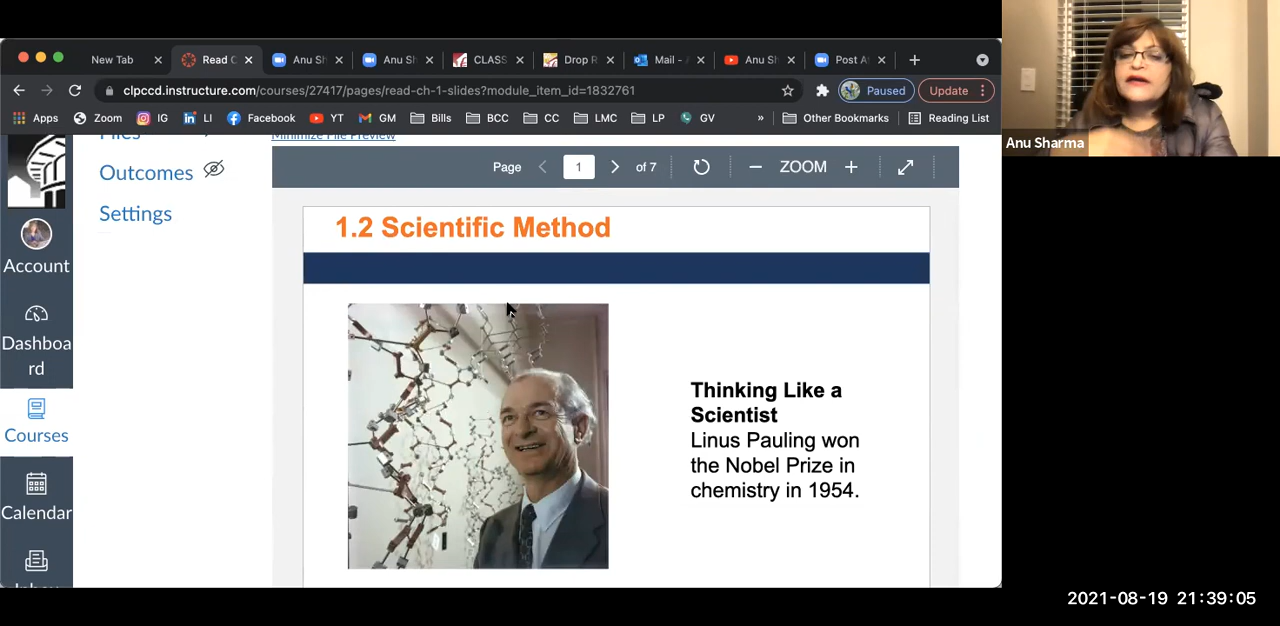 New Tab
Read C
Anu Sh
Anu Sh
CLASS
Drop R
Mail - A
Anu Sh
Post A
clpccd.instructure.com/courses/27417/pages/read-ch-1-slides?module_item_id=1832761
Paused
Update
Apps
Zoom
IG
LI
Facebook
YT
GM
Bills
BCC
CC
LMC
LP
GV
»
Other Bookmarks
Reading List
Anu Sharma
Files
Minimize File Preview
Outcomes
Settings
Page
1
of 7
ZOOM
Account
Dashboa
rd
Courses
Calendar
1.2 Scientific Method
Thinking Like a
Scientist
Linus Pauling won
the Nobel Prize in
chemistry in 1954.
2021-08-19 21:39:05